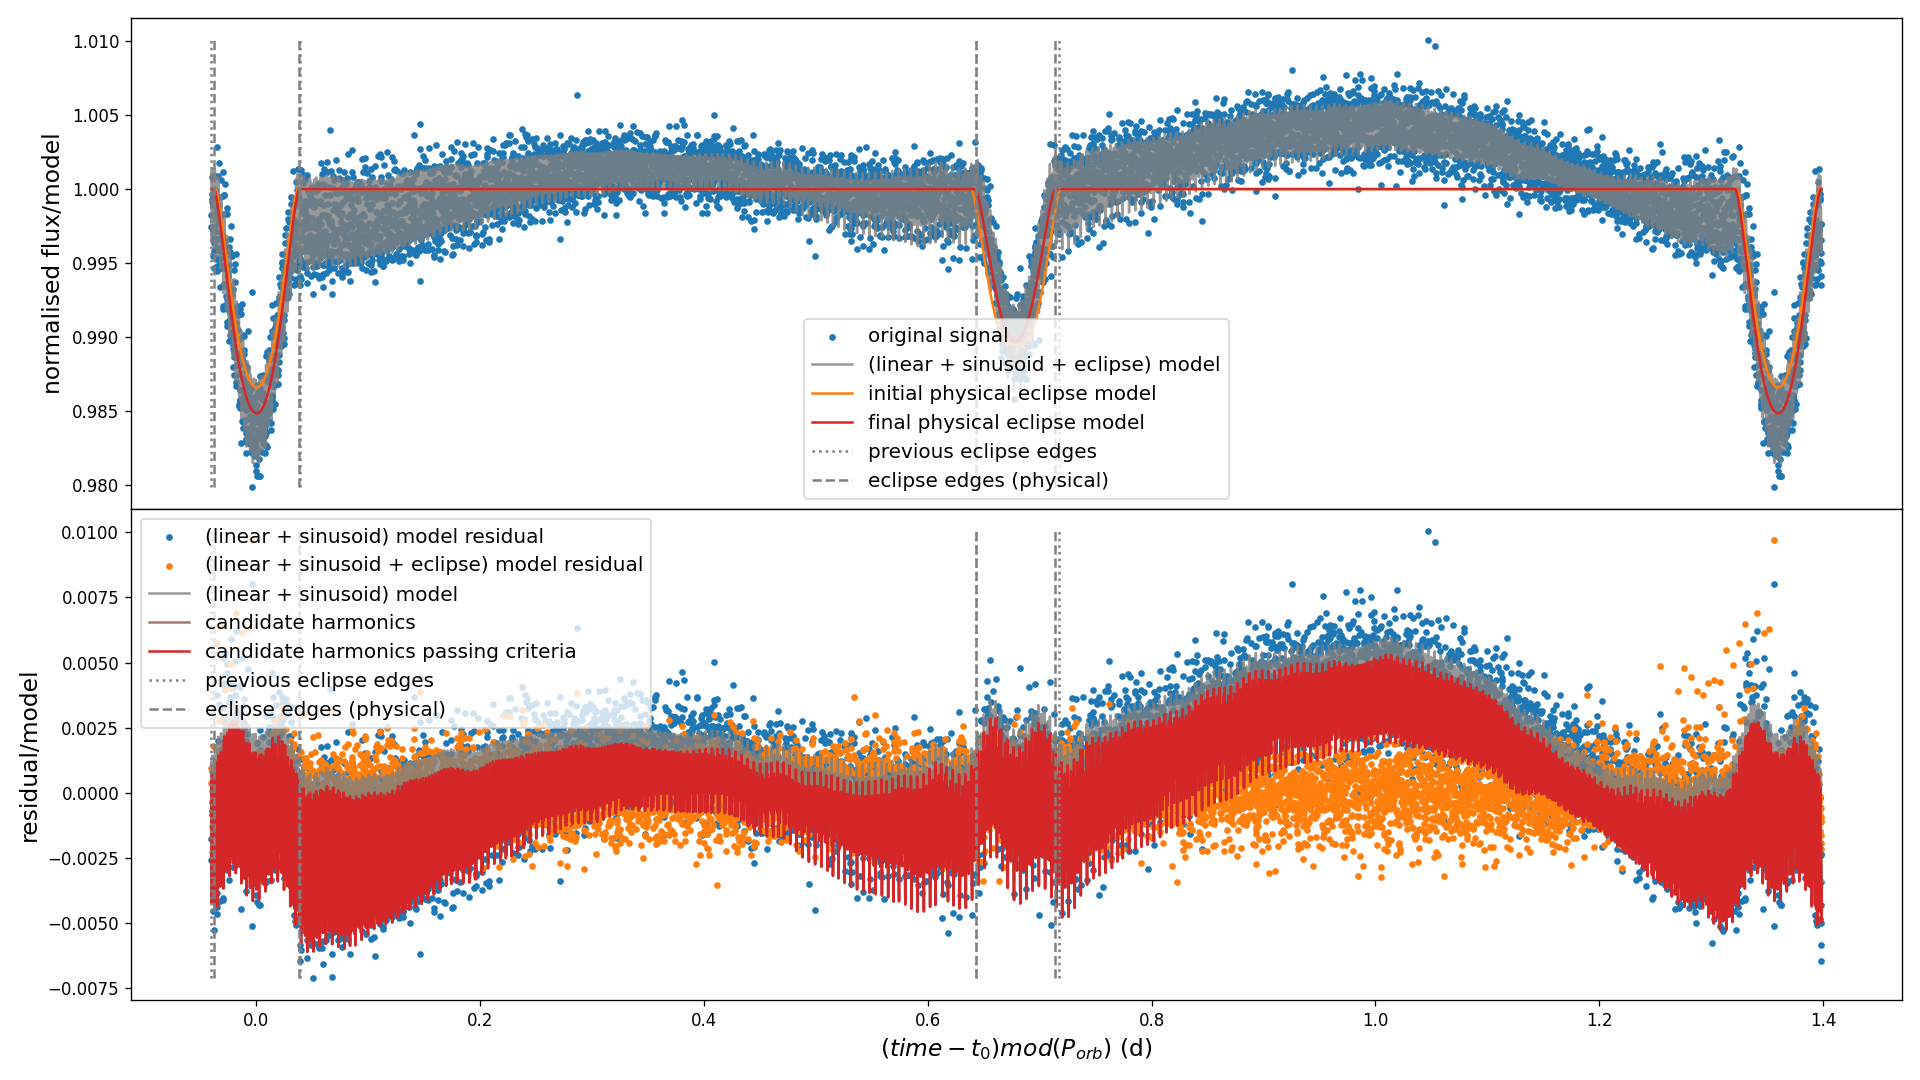 normalised flux/model
1.010
1.005
1.000
0.995
0.990
0.985
0.980
original signal
(linear + sinusoid + eclipse) model
initial physical eclipse model
final physical eclipse model
previous eclipse edges
eclipse edges (physical)
residual/model
0.0100
0.0075
0.0050
0.0025
0.0000
−0.0025
−0.0050
−0.0075
(linear + sinusoid) model residual
(linear + sinusoid + eclipse) model residual
(linear + sinusoid) model
candidate harmonics
candidate harmonics passing criteria
previous eclipse edges
eclipse edges (physical)
0.0 0.2 0.4 0.6 0.8 1.0 1.2 1.4
(time − t₀)mod(P_orb) (d)